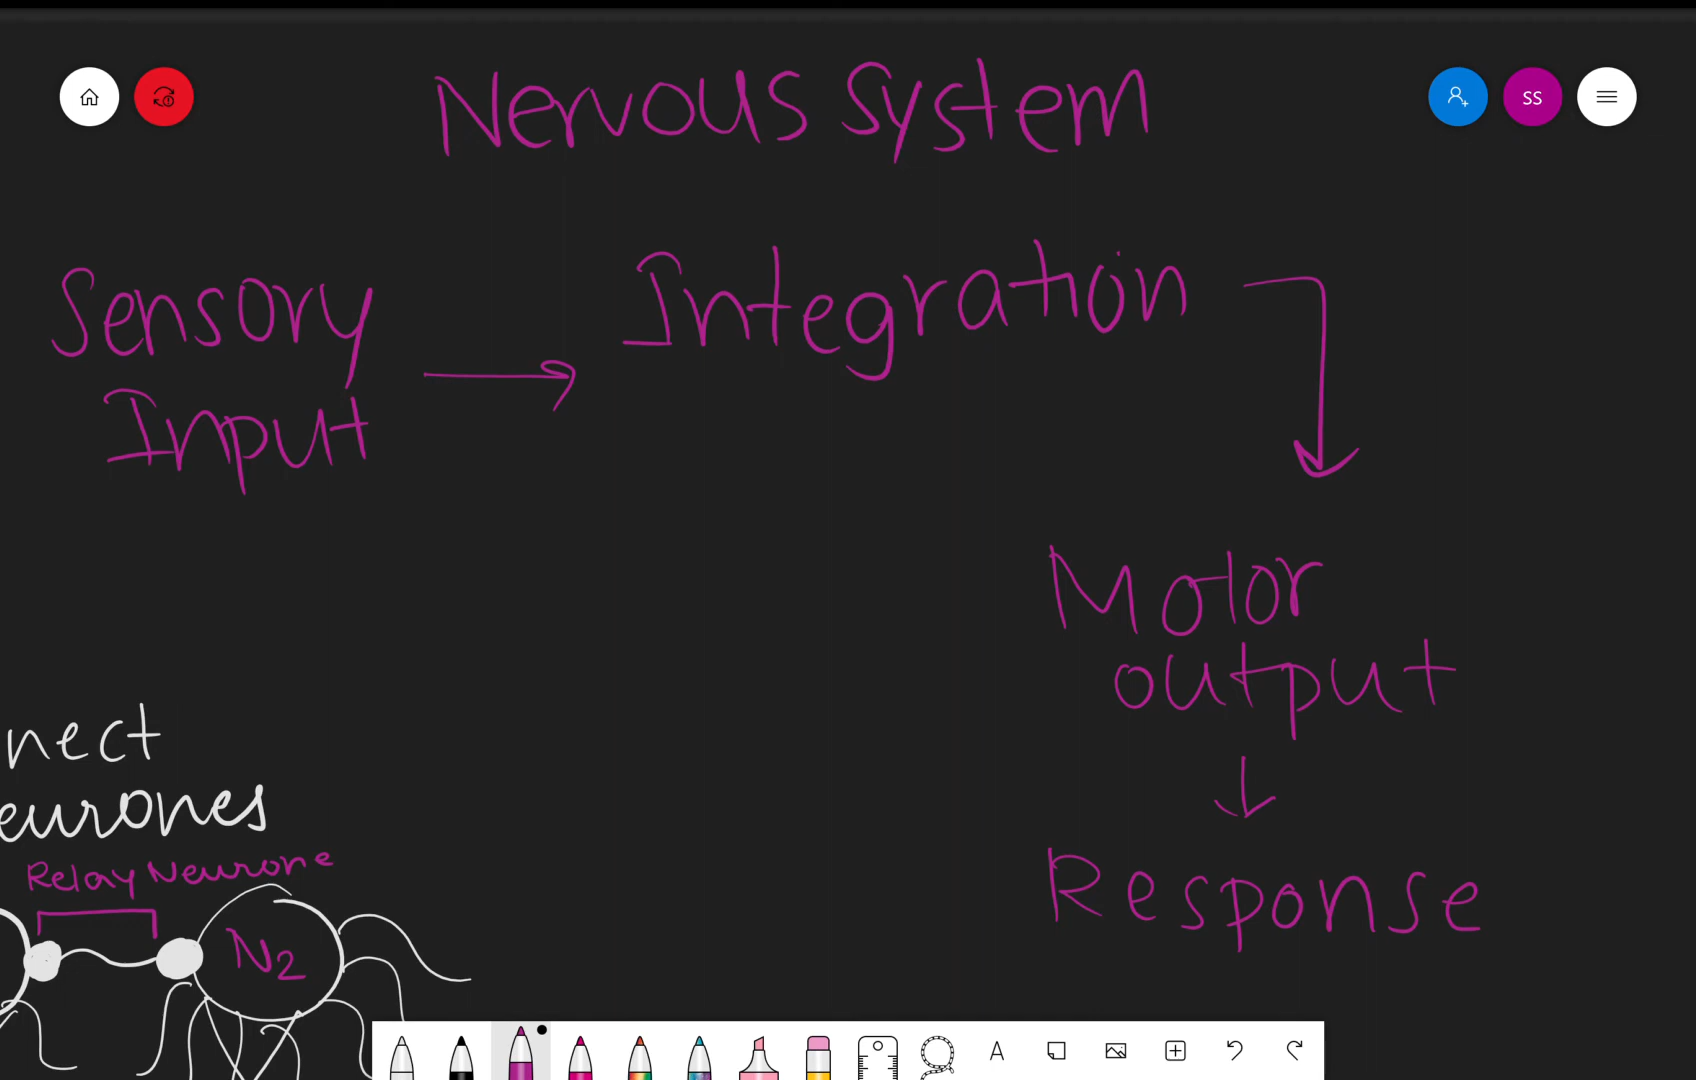 Nervous System
SS
Sensory
Input
Integration
Motor
output
Response
nect
eurones
Relay Neurone
N2
A